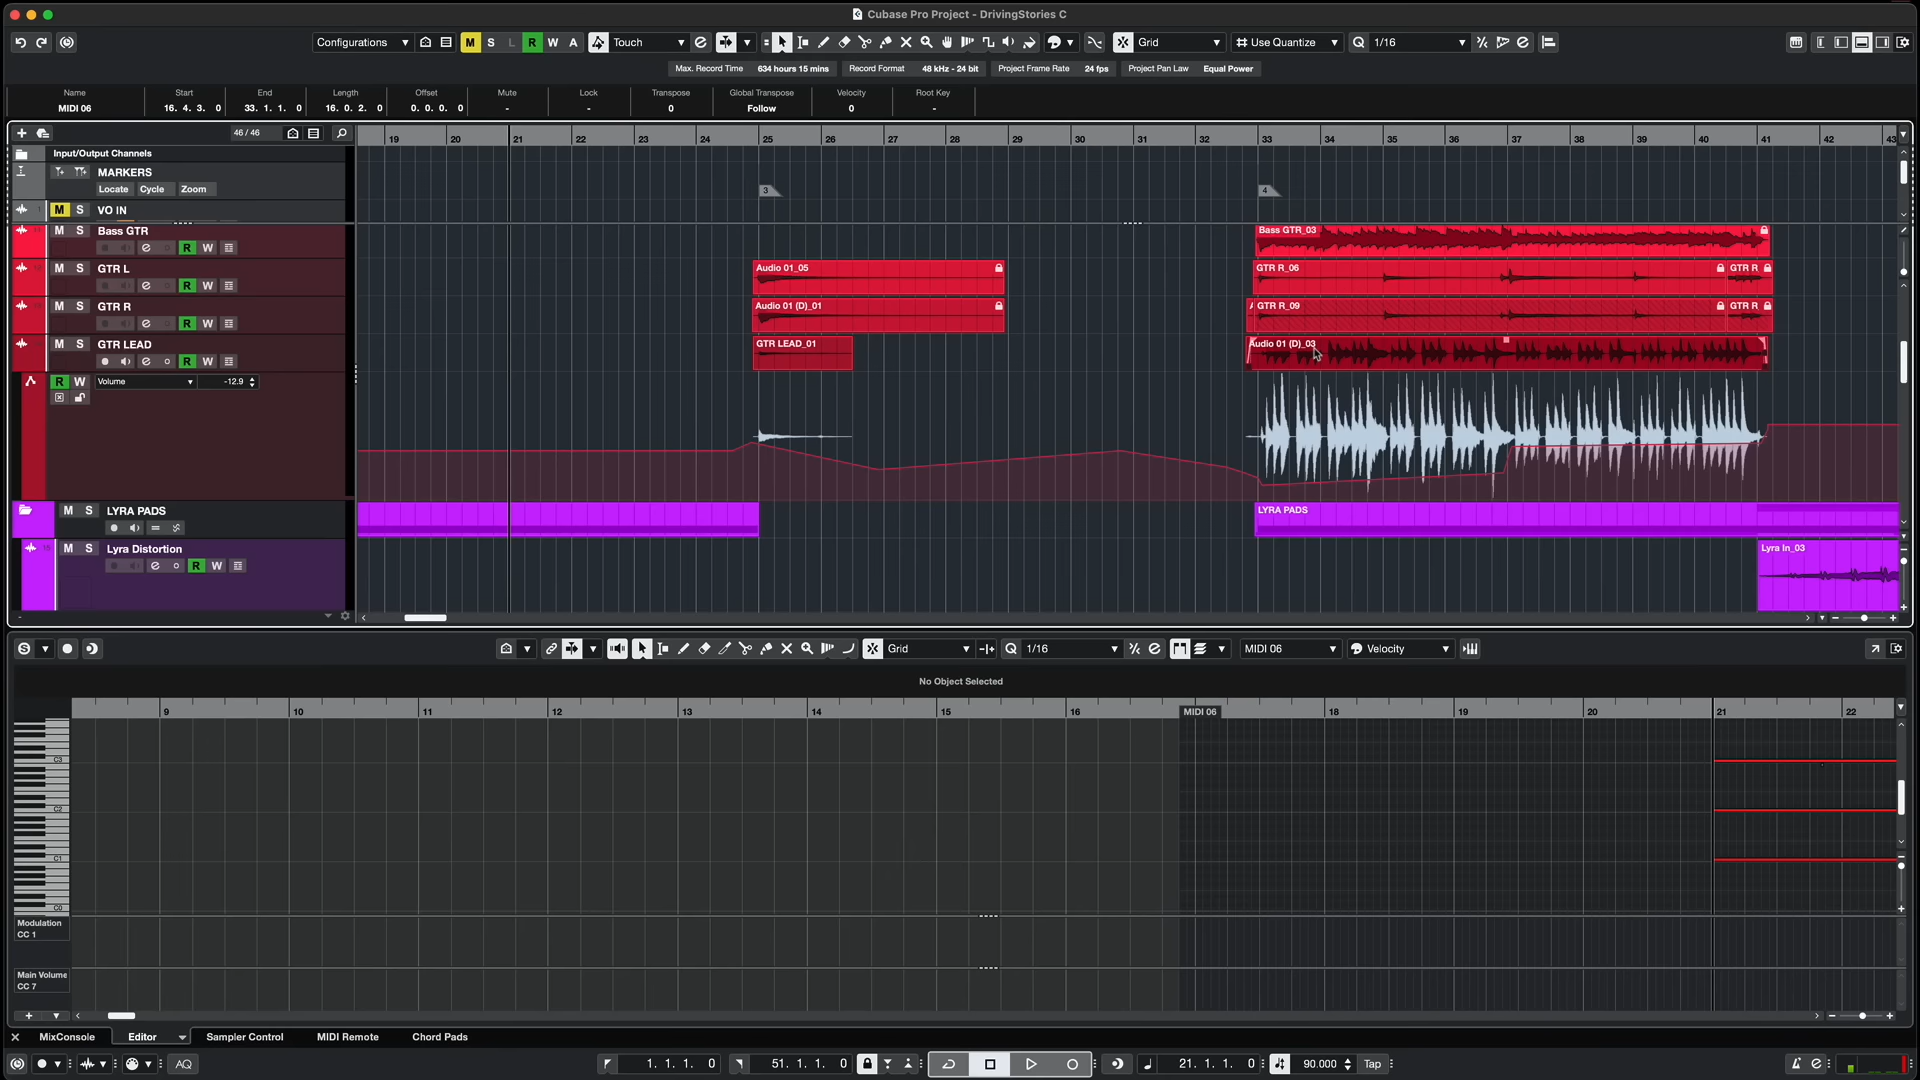 Cubase Pro Project - DrivingStories C
Configurations M S L R W A Touch Grid Use Quantize Q 1/16
Max. Record Time 634 hours 15 mins Record Format 48 kHz - 24 bit Project Frame Rate 24 fps Project Pan Law Equal Power
Name Start End Length Offset Mute Lock Transpose Global Transpose Velocity Root Key
MIDI 06 16. 4. 3. 0 33. 1. 1. 0 16. 0. 2. 0 0. 0. 0. 0 - - 0 Follow 0 -
46 / 46 19 20 21 22 23 24 25 26 27 28 29 30 31 32 33 34 35 36 37 38 39 40 41 42 43
Input/Output Channels
MARKERS
Locate Cycle Zoom 3 4
M S VO IN
M S Bass GTR Bass GTR_03
R W
M S GTR L Audio 01_05 GTR R_06 GTR R
R W
M S GTR R Audio 01 (D)_01 GTR R_09 GTR R
R W
M S GTR LEAD GTR LEAD_01 Audio 01 (D)_03
R W
R W Volume -12.9
M S LYRA PADS LYRA PADS
M S Lyra Distortion Lyra In_03
R W
S Grid Q 1/16 MIDI 06 Velocity
No Object Selected
9 10 11 12 13 14 15 16 MIDI 06 18 19 20 21 22
C3
C2
C1
C0
Modulation
CC 1
Main Volume
CC 7
MixConsole Editor Sampler Control MIDI Remote Chord Pads
AQ 1. 1. 1. 0 51. 1. 1. 0 21. 1. 1. 0 90.000 Tap